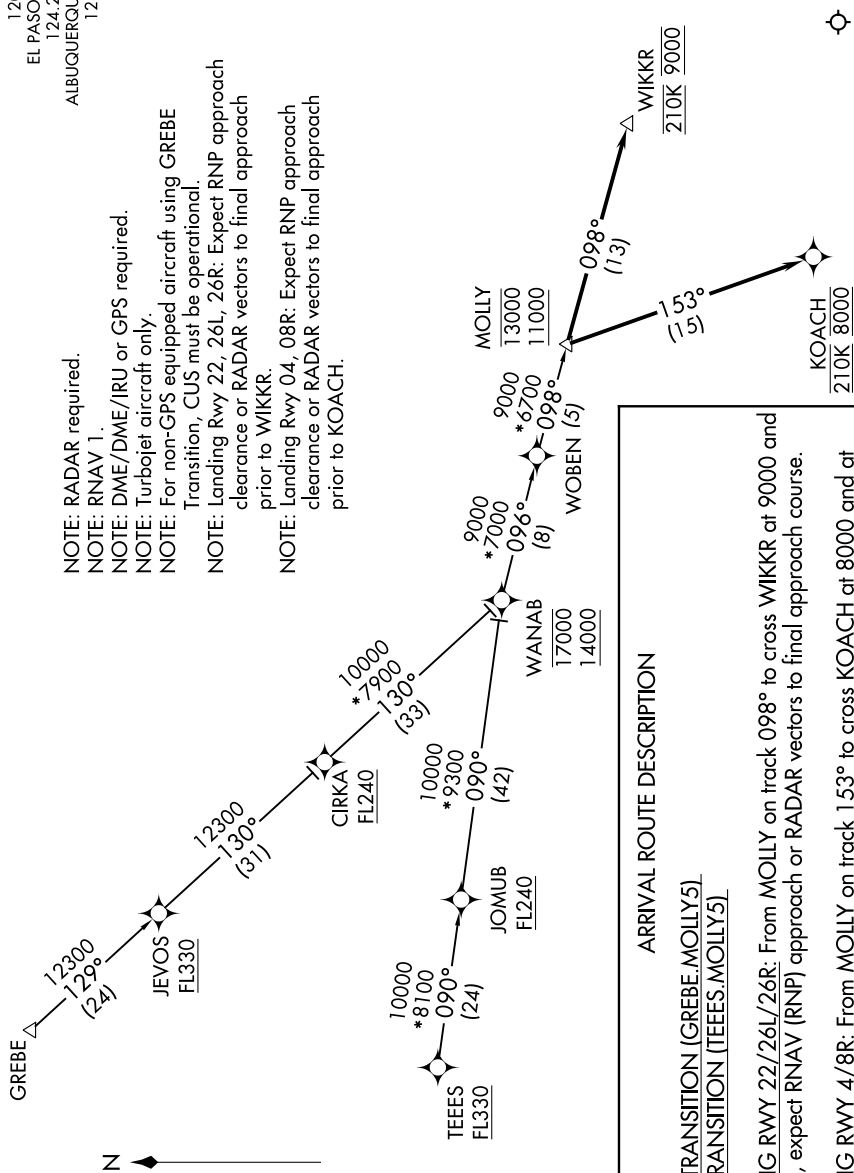 12
EL PASO
124.2
ALBUQUERQU
12
NOTE: RADAR required.
NOTE: RNAV 1.
NOTE: DME/DME/IRU or GPS required.
NOTE: Turbojet aircraft only.
NOTE: For non-GPS equipped aircraft using GREBE
Transition, CUS must be operational.
NOTE: Landing Rwy 22, 26L, 26R: Expect RNP approach
clearance or RADAR vectors to final approach
prior to WIKKR.
NOTE: Landing Rwy 04, 08R: Expect RNP approach
clearance or RADAR vectors to final approach
prior to KOACH.
N
GREBE
12300
129°
(24)
JEVOS
FL330
12300
130°
(31)
CIRKA
FL240
10000
*7900
130°
(33)
TEEES
FL330
10000
*8100
090°
(24)
JOMUB
FL240
10000
*9300
090°
(42)
WANAB
17000
14000
9000
*7000
096°
(8)
WOBEN
9000
*6700
098°
(5)
MOLLY
13000
11000
098°
(13)
WIKKR
210K 9000
153°
(15)
KOACH
210K 8000
ARRIVAL ROUTE DESCRIPTION
TRANSITION (GREBE.MOLLY5)
RANSITION (TEEES.MOLLY5)
G RWY 22/26L/26R: From MOLLY on track 098° to cross WIKKR at 9000 and
, expect RNAV (RNP) approach or RADAR vectors to final approach course.
G RWY 4/8R: From MOLLY on track 153° to cross KOACH at 8000 and at